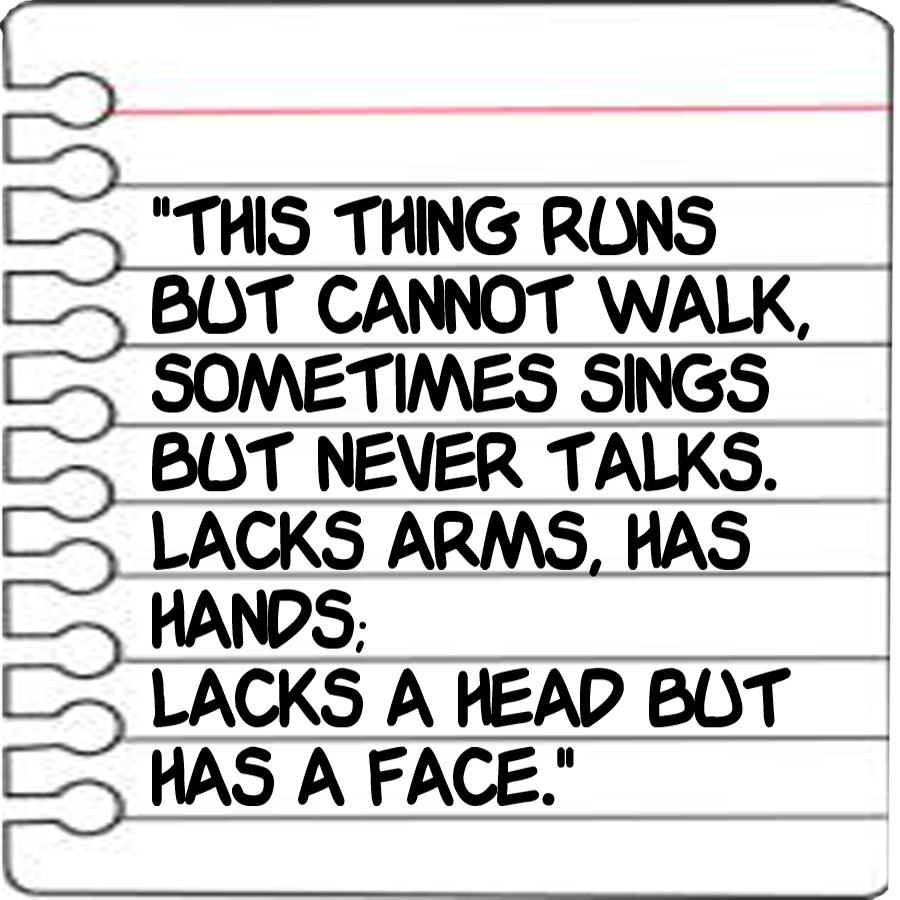 "THIS THING RUNS
BUT CANNOT WALK,
SOMETIMES SINGS
BUT NEVER TALKS.
LACKS ARMS, HAS
HANDS;
LACKS A HEAD BUT
HAS A FACE."